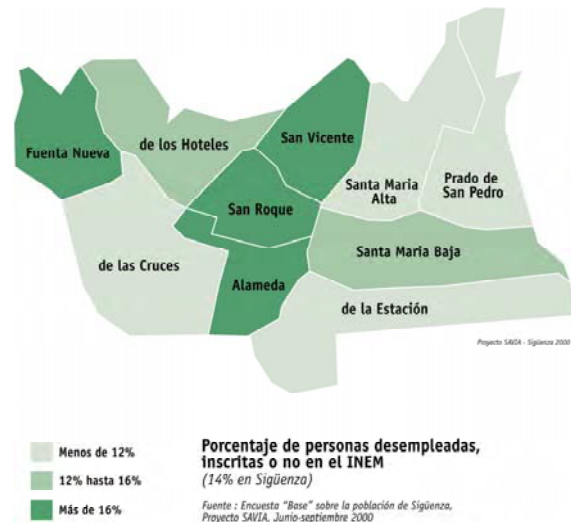 de los Hoteles
San Vicente
Fuenta Nueva
Santa Maria
Alta
Prado de
San Pedro
San Roque
Santa Maria Baja
de las Cruces
Alameda
de la Estación
Proyecto SAVIA - Sigüenza 2000
Menos de 12%
12% hasta 16%
Más de 16%
Porcentaje de personas desempleadas,
inscritas o no en el INEM
(14% en Sigüenza)
Fuente : Encuesta "Base" sobre la población de Sigüenza,
Proyecto SAVIA. Junio-septiembre 2000